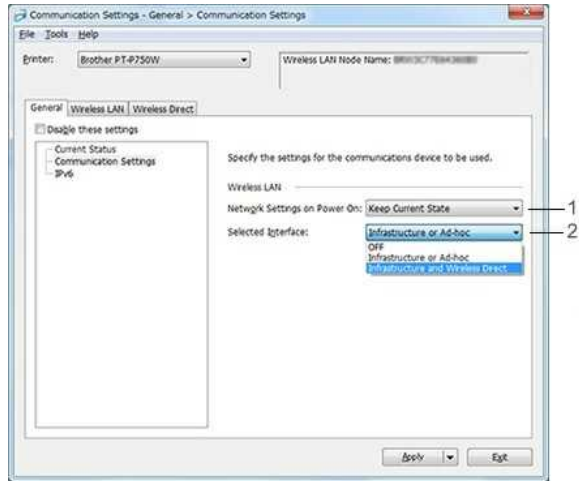 Communication Settings - General > Communication Settings
File Tools Help
Printer: Brother PT-P750W
Wireless LAN Node Name:
General Wireless LAN Wireless Direct
Disable these settings
Current Status
Communication Settings
IPv6
Specify the settings for the communications device to be used.
Wireless LAN
Network Settings on Power On: Keep Current State 1
Selected Interface: Infrastructure or Ad-hoc 2
OFF
Infrastructure or Ad-hoc
Infrastructure and Wireless Direct
Apply Exit